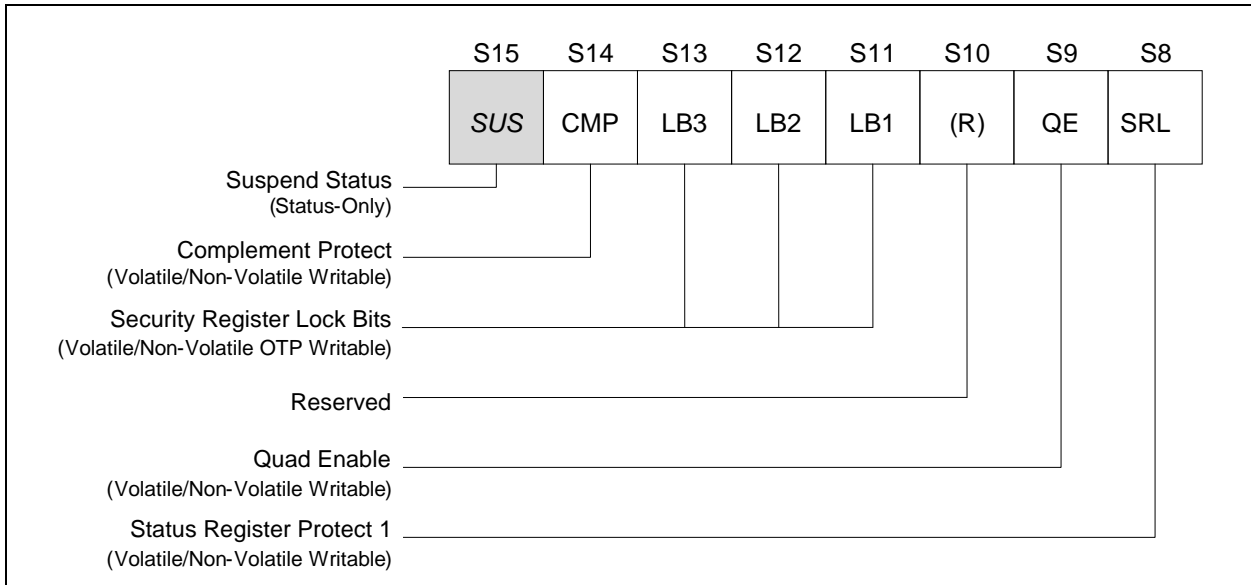 S15 S14 S13 S12 S11 S10 S9 S8
SUS CMP LB3 LB2 LB1 (R) QE SRL
Suspend Status
(Status-Only)
Complement Protect
(Volatile/Non-Volatile Writable)
Security Register Lock Bits
(Volatile/Non-Volatile OTP Writable)
Reserved
Quad Enable
(Volatile/Non-Volatile Writable)
Status Register Protect 1
(Volatile/Non-Volatile Writable)